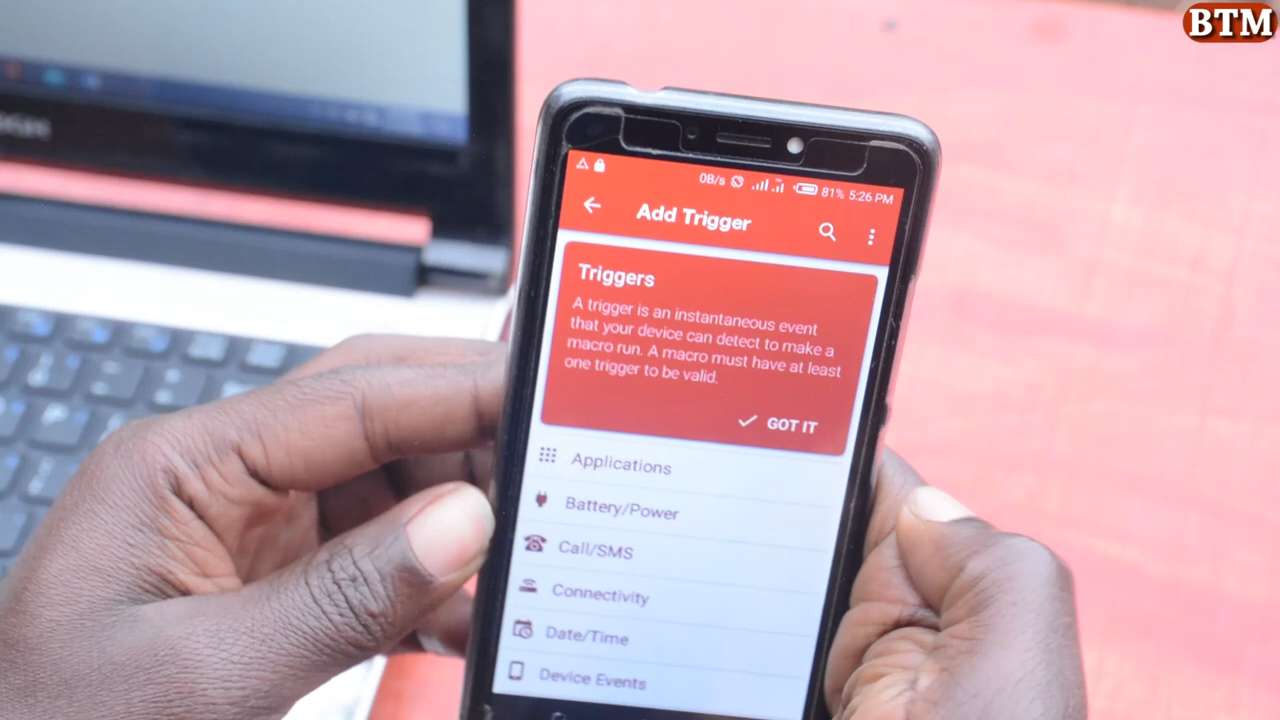 BTM
0B/s 81% 5:26 PM
Add Trigger
Triggers
A trigger is an instantaneous event
that your device can detect to make a
macro run. A macro must have at least
one trigger to be valid.
GOT IT
Applications
Battery/Power
Call/SMS
Connectivity
Date/Time
Device Events